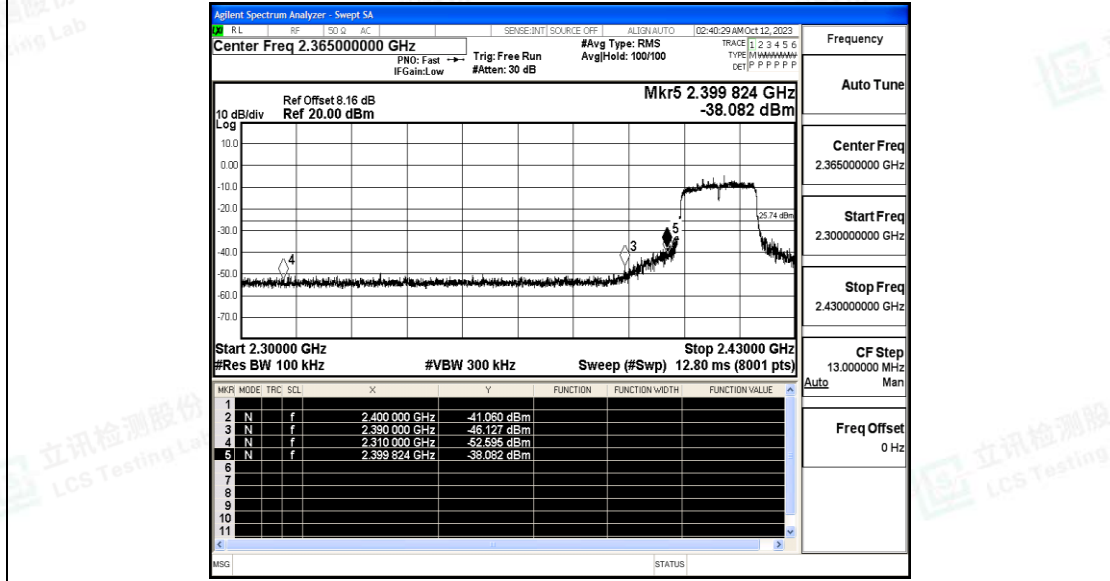 Agilent Spectrum Analyzer - Swept SA
RL RF 50 Ω AC SENSE:INT SOURCE OFF ALIGNAUTO 02:40:29 AM Oct 12, 2023
Center Freq 2.365000000 GHz
PNO: Fast
IFGain:Low
Trig: Free Run
#Atten: 30 dB
#Avg Type: RMS
Avg|Hold: 100/100
TRACE 1 2 3 4 5 6
TYPE M WWWWW
DET P P P P P P
Mkr5 2.399 824 GHz
-38.082 dBm
Ref Offset 8.16 dB
10 dB/div Ref 20.00 dBm
Log
10.0
0.00
-10.0
-20.0
-30.0
-40.0
-50.0
-60.0
-70.0
4
3
5
-25.74 dBm
Start 2.30000 GHz Stop 2.43000 GHz
#Res BW 100 kHz #VBW 300 kHz Sweep (#Swp) 12.80 ms (8001 pts)
MKR MODE TRC SCL X Y FUNCTION FUNCTION WIDTH FUNCTION VALUE
1
2 N f 2.400 000 GHz -41.060 dBm
3 N f 2.390 000 GHz -46.127 dBm
4 N f 2.310 000 GHz -52.595 dBm
5 N f 2.399 824 GHz -38.082 dBm
6
7
8
9
10
11
MSG STATUS
Frequency
Auto Tune
Center Freq
2.365000000 GHz
Start Freq
2.300000000 GHz
Stop Freq
2.430000000 GHz
CF Step
13.000000 MHz
Auto Man
Freq Offset
0 Hz
立讯检测股份
LCS Testing Lab
立讯检测股
LCS Testing